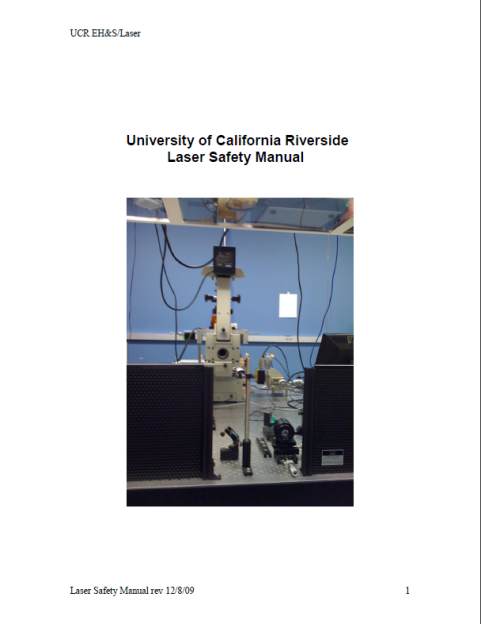 UCR EH&S/Laser
University of California Riverside
Laser Safety Manual
Laser Safety Manual rev 12/8/09
1